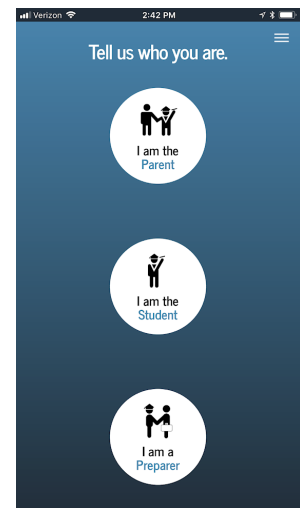 Verizon 2:42 PM
Tell us who you are.
I am the
Parent
I am the
Student
I am a
Preparer